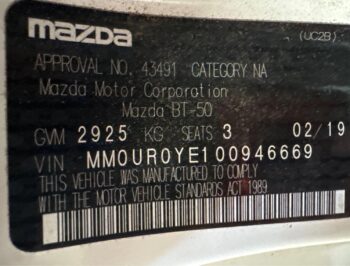 mazda
(UC2B)
APPROVAL NO. 43491 CATEGORY NA
Mazda Motor Corporation
Mazda BT-50
GVM 2925 KG SEATS 3 02/19
VIN MM0UR0YE100946669
THIS VEHICLE WAS MANUFACTURED TO COMPLY
WITH THE MOTOR VEHICLE STANDARDS ACT 1989